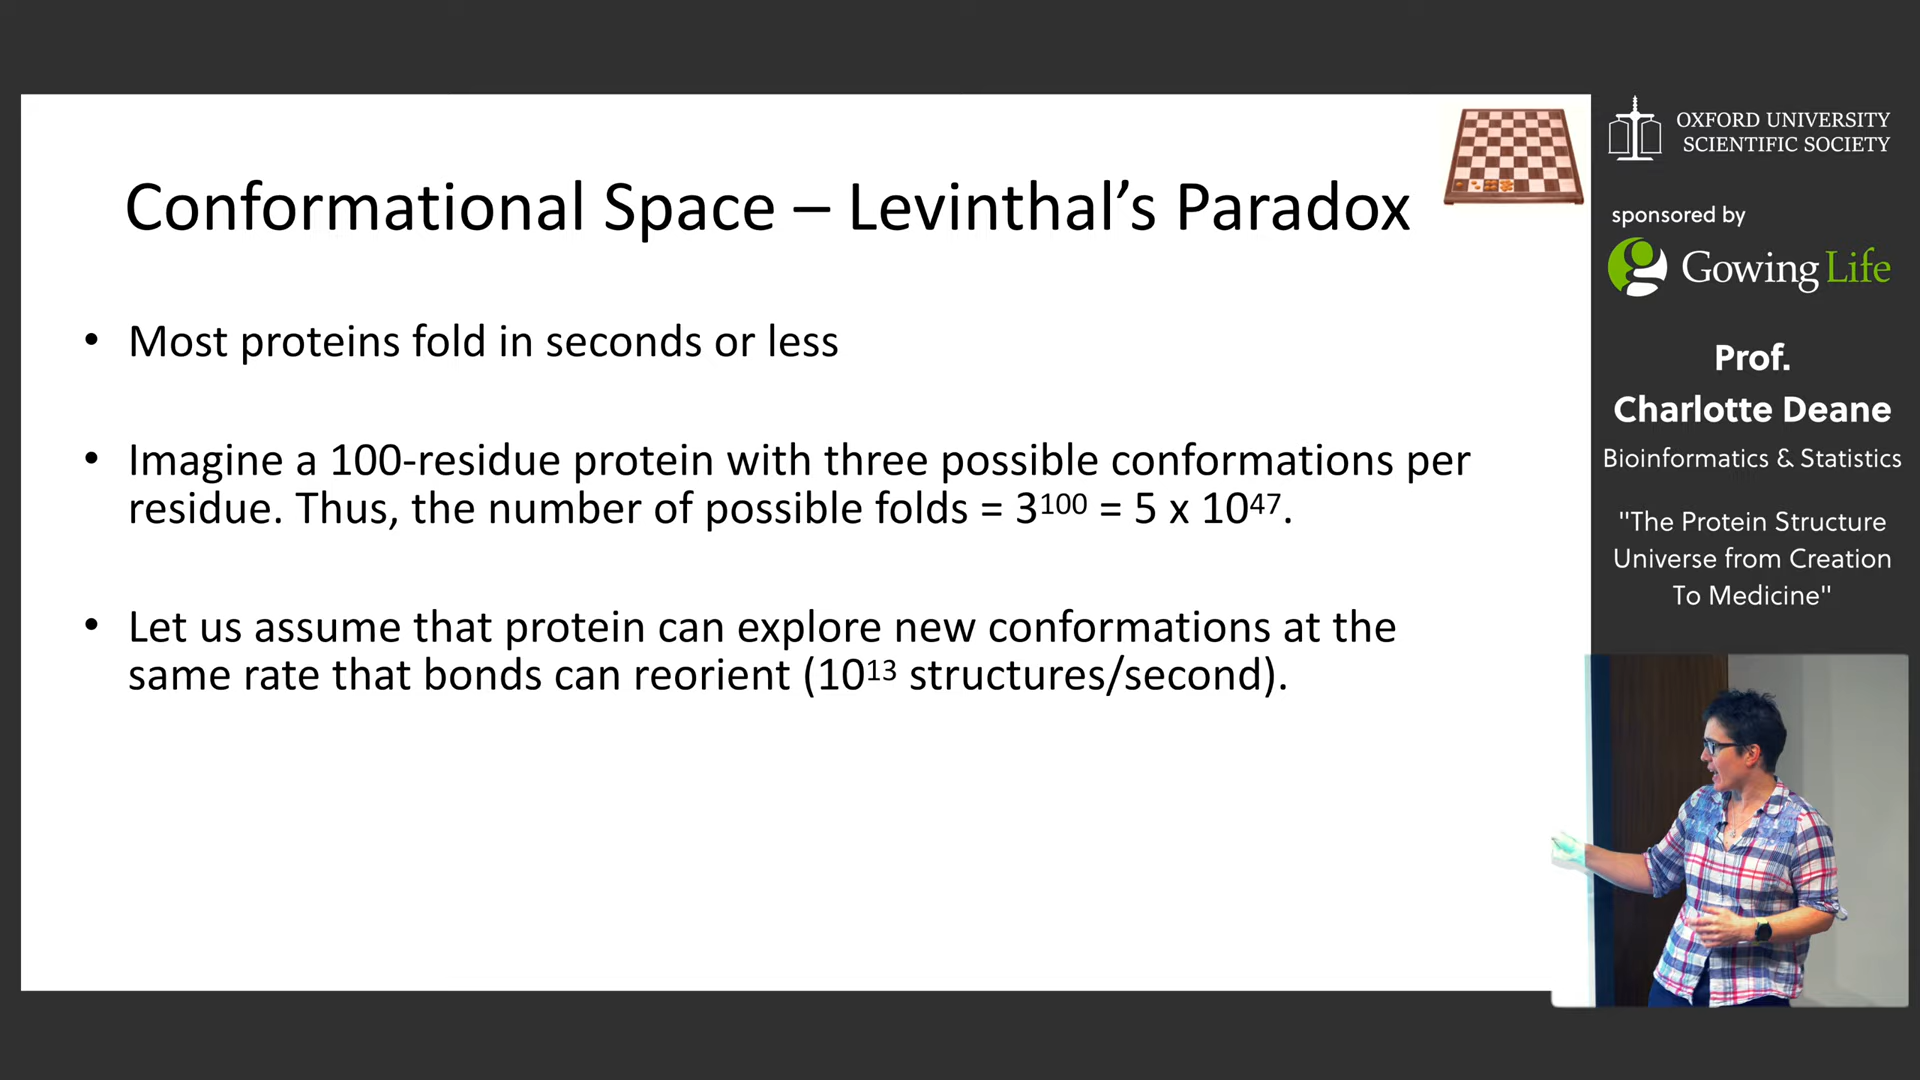 Conformational Space – Levinthal’s Paradox
• Most proteins fold in seconds or less
• Imagine a 100-residue protein with three possible conformations per
residue. Thus, the number of possible folds = 3¹⁰⁰ = 5 x 10⁴⁷.
• Let us assume that protein can explore new conformations at the
same rate that bonds can reorient (10¹³ structures/second).
OXFORD UNIVERSITY
SCIENTIFIC SOCIETY
sponsored by
Gowing Life
Prof.
Charlotte Deane
Bioinformatics & Statistics
"The Protein Structure
Universe from Creation
To Medicine"